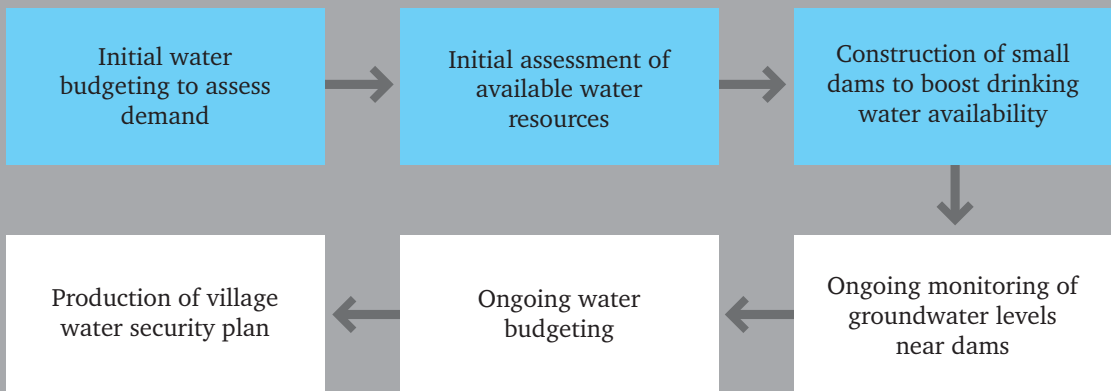 Initial water
budgeting to assess
demand
Initial assessment of
available water
resources
Construction of small
dams to boost drinking
water availability
Ongoing monitoring of
groundwater levels
near dams
Ongoing water
budgeting
Production of village
water security plan